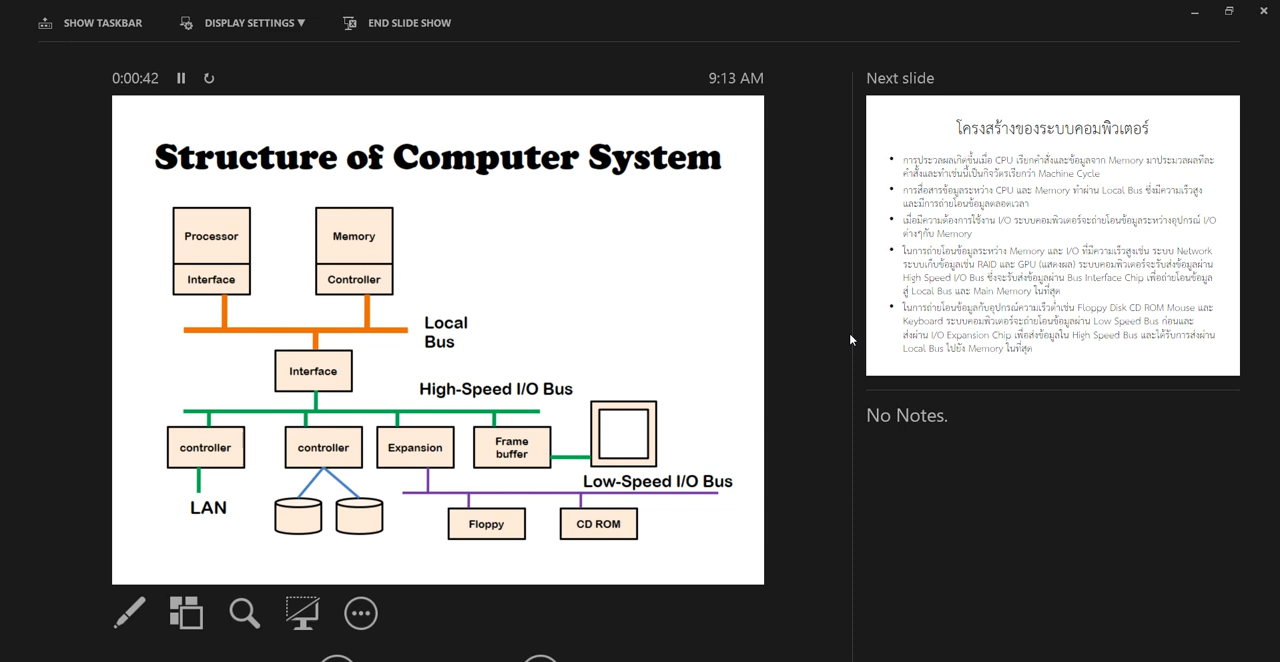 SHOW TASKBAR
DISPLAY SETTINGS ▼
END SLIDE SHOW
0:00:42
9:13 AM
Next slide
Structure of Computer System
Processor
Memory
Interface
Controller
Local
Bus
Interface
High-Speed I/O Bus
controller
controller
Expansion
Frame
buffer
Low-Speed I/O Bus
LAN
Floppy
CD ROM
โครงสร้างของระบบคอมพิวเตอร์
• การประวลผลเกิดขึ้นเมื่อ CPU เรียกคำสั่งและข้อมูลจาก Memory มาประมวลผลทีละ
คำสั่งและทำเช่นนี้เป็นกิจวัตรเรียกว่า Machine Cycle
• การสื่อสารข้อมูลระหว่าง CPU และ Memory ทำผ่าน Local Bus ซึ่งมีความเร็วสูง
และมีการถ่ายโอนข้อมูลตลอดเวลา
• เมื่อมีความต้องการใช้งาน I/O ระบบคอมพิวเตอร์จะถ่ายโอนข้อมูลระหว่างอุปกรณ์ I/O
ต่างๆกับ Memory
• ในการถ่ายโอนข้อมูลระหว่าง Memory และ I/O ที่มีความเร็วสูงเช่น ระบบ Network
ระบบเก็บข้อมูลเช่น RAID และ GPU (แสดงผล) ระบบคอมพิวเตอร์จะรับส่งข้อมูลผ่าน
High Speed I/O Bus ซึ่งจะรับส่งข้อมูลผ่าน Bus Interface Chip เพื่อถ่ายโอนข้อมูล
สู่ Local Bus และ Main Memory ในที่สุด
• ในการถ่ายโอนข้อมูลกับอุปกรณ์ความเร็วต่ำเช่น Floppy Disk CD ROM Mouse และ
Keyboard ระบบคอมพิวเตอร์จะถ่ายโอนข้อมูลผ่าน Low Speed Bus ก่อนและ
ส่งผ่าน I/O Expansion Chip เพื่อส่งข้อมูลใน High Speed Bus และได้รับการส่งผ่าน
Local Bus ไปยัง Memory ในที่สุด
No Notes.